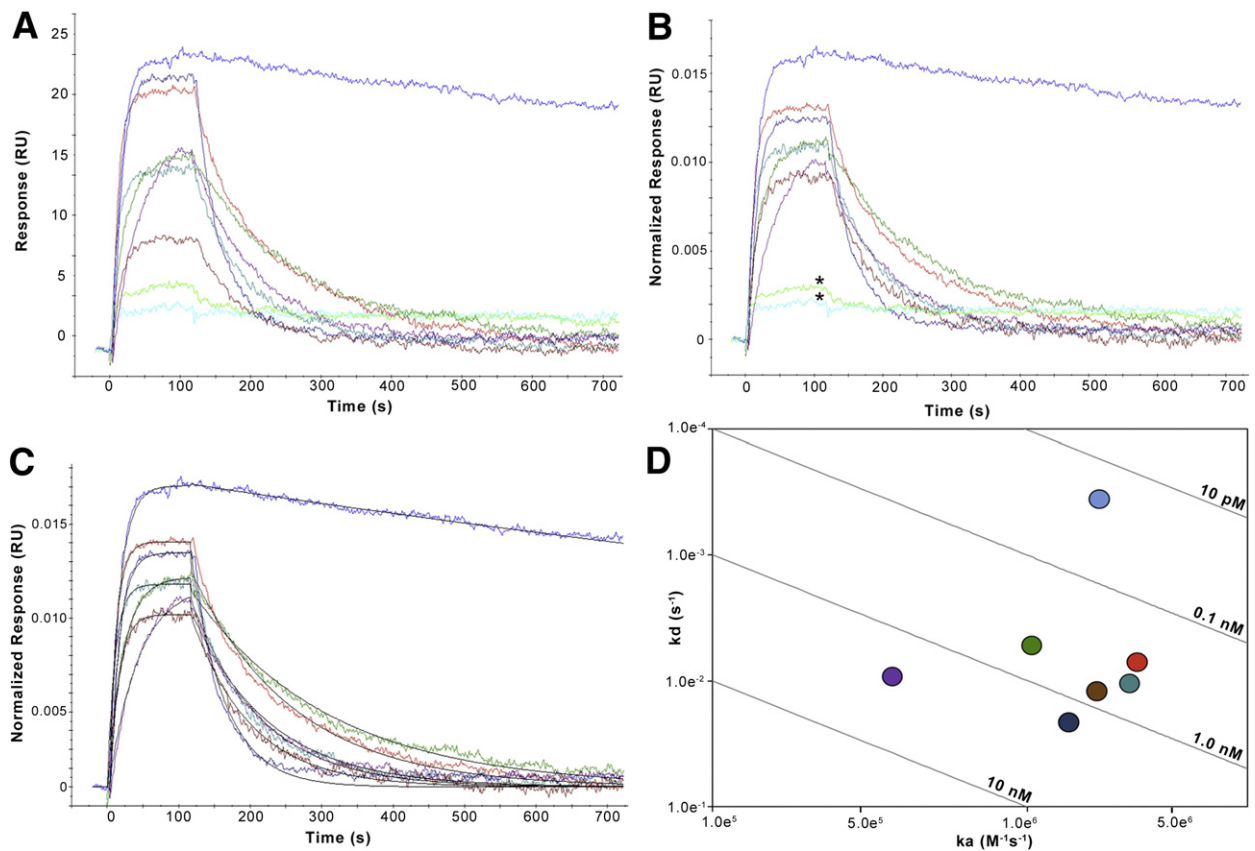 A
Response (RU)
25
20
15
10
5
0
0 100 200 300 400 500 600 700
Time (s)
B
Normalized Response (RU)
0.015
0.010
0.005
0
*
*
0 100 200 300 400 500 600 700
Time (s)
C
Normalized Response (RU)
0.015
0.010
0.005
0
0 100 200 300 400 500 600 700
Time (s)
D
kd (s⁻¹)
1.0e⁻⁴
1.0e⁻³
1.0e⁻²
1.0e⁻¹
10 pM
0.1 nM
1.0 nM
10 nM
1.0e⁵ 5.0e⁵ 1.0e⁶ 5.0e⁶
ka (M⁻¹s⁻¹)